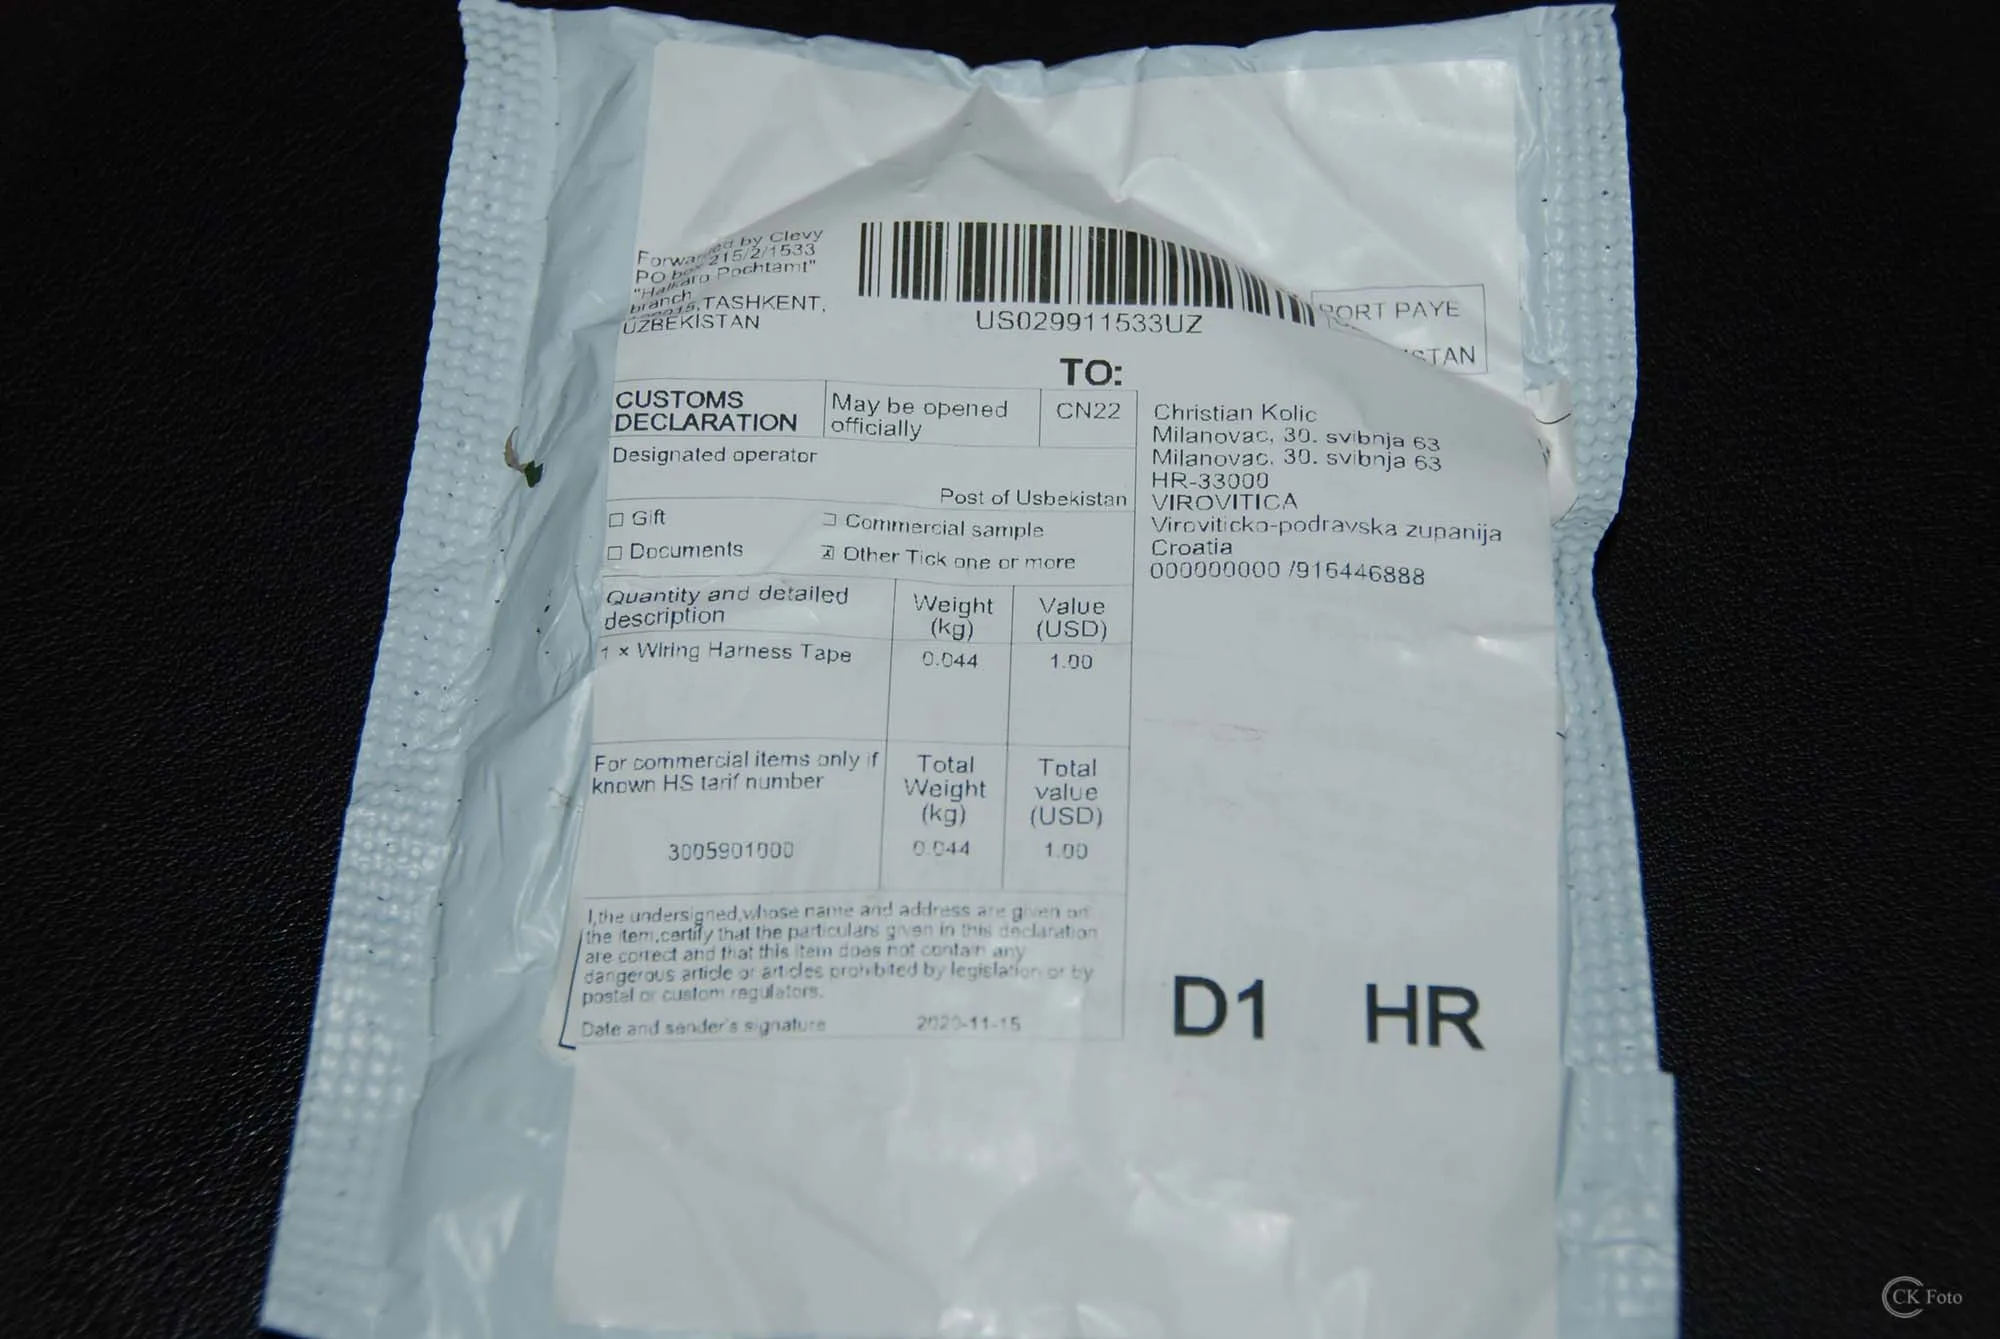 Forwarded by Clevy
PO box 215/2/1533
"Halkaro Pochtamt"
branch
TASHKENT,
UZBEKISTAN
US029911533UZ
PORT PAYE
STAN
TO:
CUSTOMS
DECLARATION
May be opened
officially
CN22
Designated operator
Post of Usbekistan
Gift
Commercial sample
Documents
Other Tick one or more
Quantity and detailed
description
Weight
(kg)
Value
(USD)
1 × Wiring Harness Tape
0.044
1.00
For commercial items only if
known HS tarif number
Total
Weight
(kg)
Total
value
(USD)
3005901000
0.044
1.00
I,the undersigned,whose name and address are given on
the item,certify that the particulars given in this declaration
are correct and that this item does not contain any
dangerous article or articles prohibited by legislation or by
postal or custom regulators.
Date and sender's signature
2020-11-15
Christian Kolic
Milanovac, 30. svibnja 63
Milanovac, 30. svibnja 63
HR-33000
VIROVITICA
Viroviticko-podravska zupanija
Croatia
000000000 /916446888
D1 HR
CK Foto